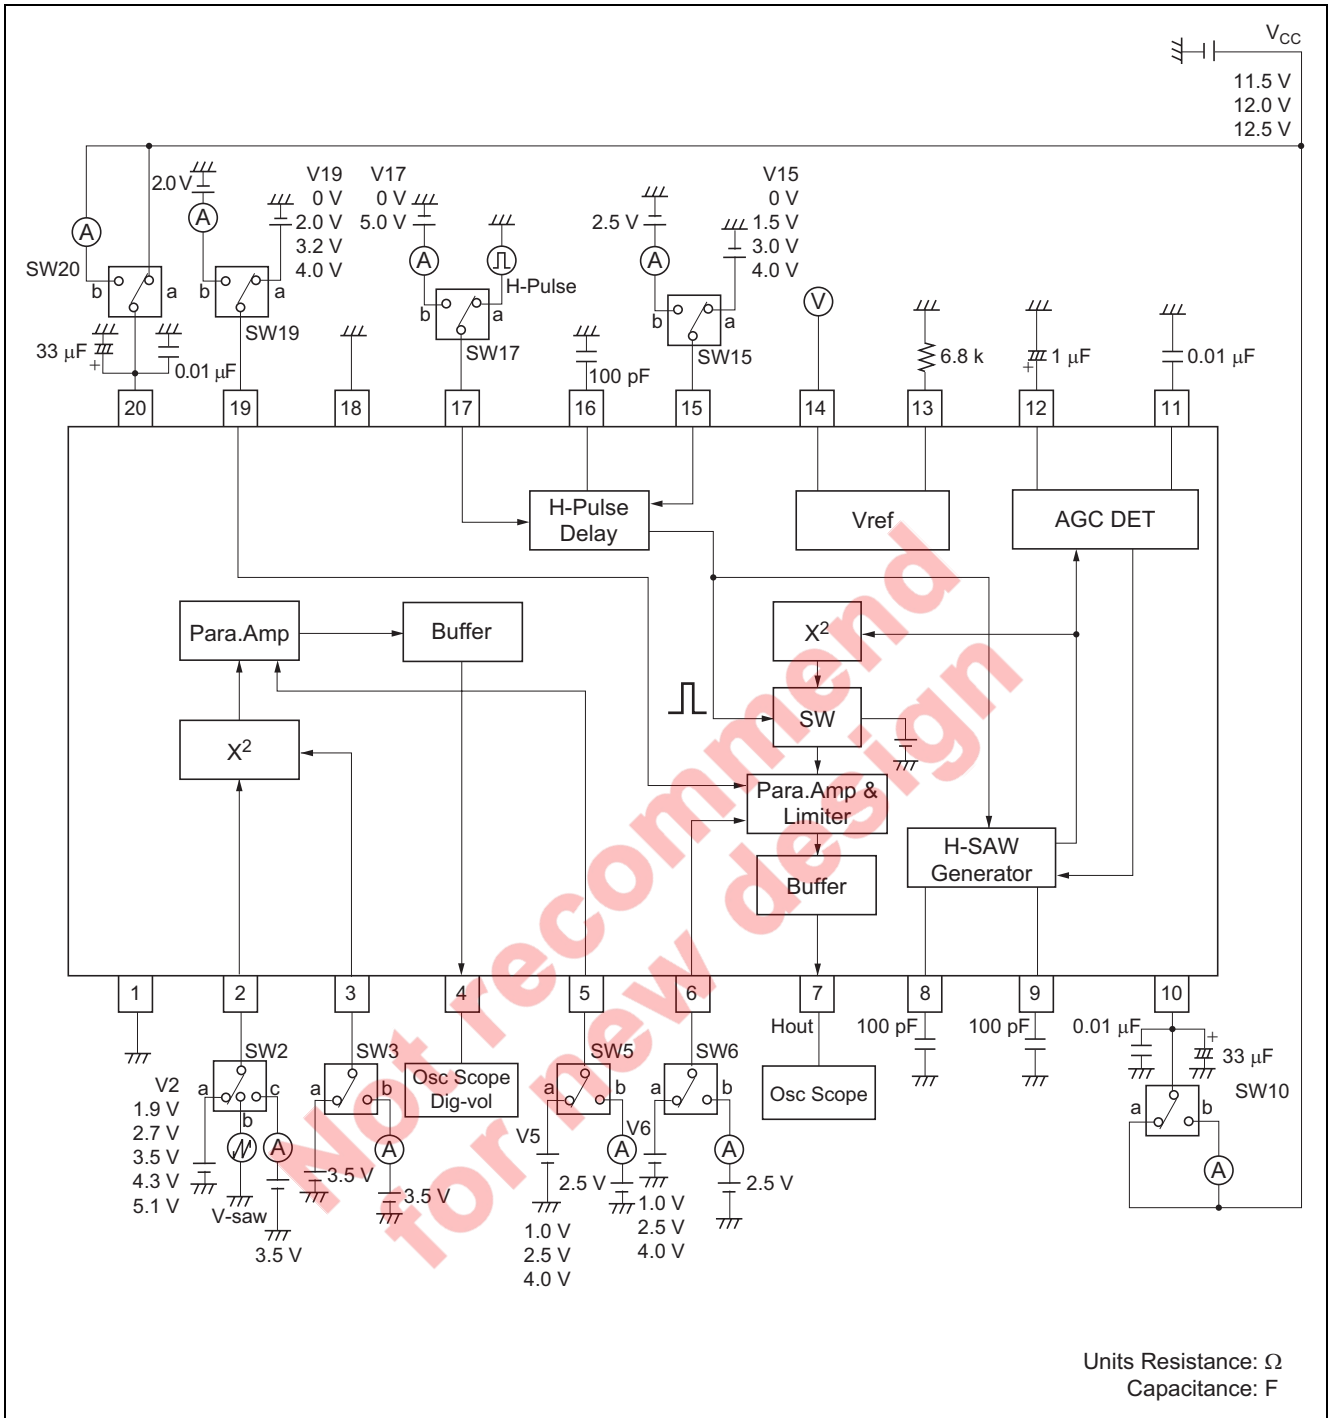 VCC
11.5 V
12.0 V
12.5 V
2.0 V
V19
0 V
2.0 V
3.2 V
4.0 V
V17
0 V
5.0 V
2.5 V
V15
0 V
1.5 V
3.0 V
4.0 V
A
A
A
A
H-Pulse
SW20
b
a
b
a
SW19
b
a
SW17
b
a
SW15
V
33 µF
+
0.01 µF
100 pF
6.8 k
+
1 µF
0.01 µF
20
19
18
17
16
15
14
13
12
11
H-Pulse
Delay
Vref
AGC DET
Para.Amp
Buffer
X2
SW
X2
Para.Amp &
Limiter
H-SAW
Generator
Buffer
1
2
3
4
5
6
7
8
9
10
Hout
100 pF
100 pF
0.01 µF
+
33 µF
SW2
a
c
b
V2
1.9 V
2.7 V
3.5 V
4.3 V
5.1 V
V-saw
A
3.5 V
SW3
a
b
3.5 V
A
3.5 V
Osc Scope
Dig-vol
SW5
a
b
V5
A
2.5 V
1.0 V
2.5 V
4.0 V
SW6
a
b
V6
A
2.5 V
1.0 V
2.5 V
4.0 V
Osc Scope
SW10
a
b
A
Not recommend
for new design
Units Resistance: Ω
Capacitance: F